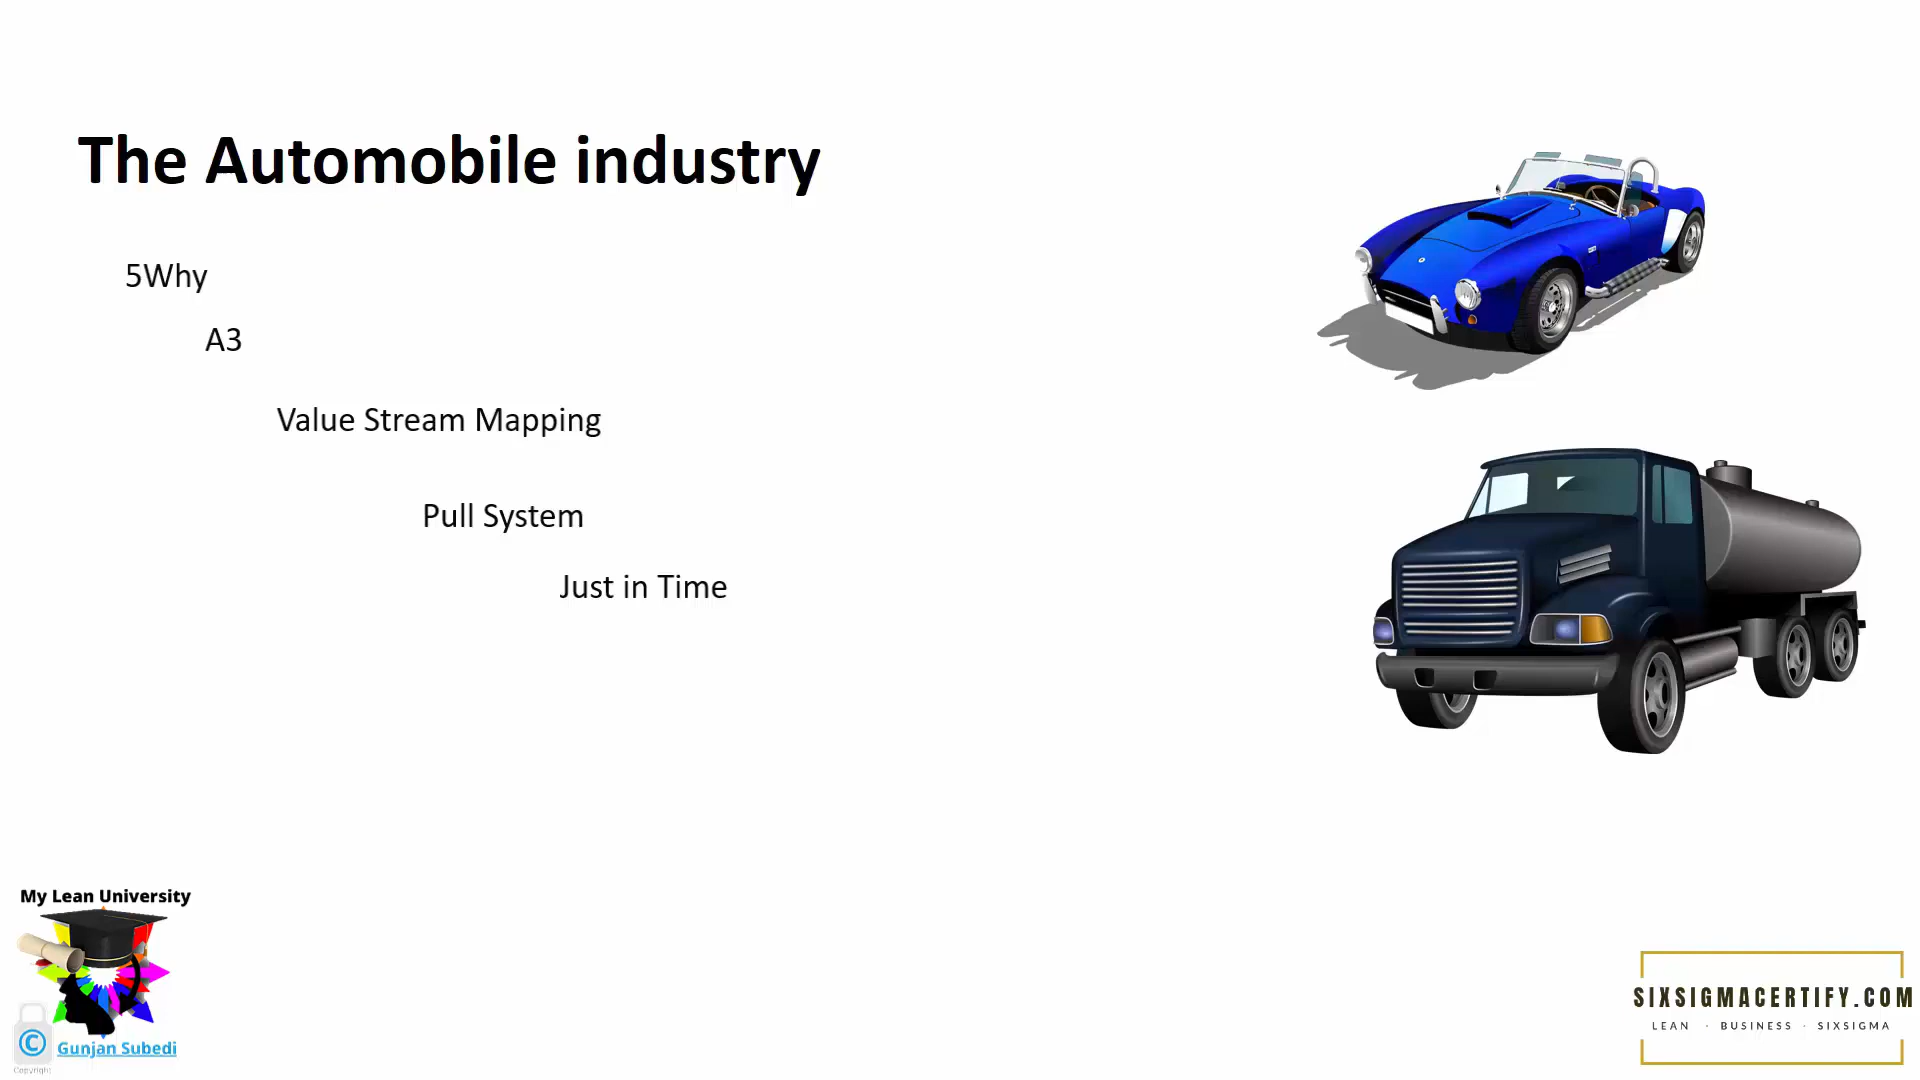 The Automobile industry
5Why
A3
Value Stream Mapping
Pull System
Just in Time
My Lean University
©
Gunjan Subedi
Copyright
SIXSIGMACERTIFY.COM
LEAN · BUSINESS · SIXSIGMA